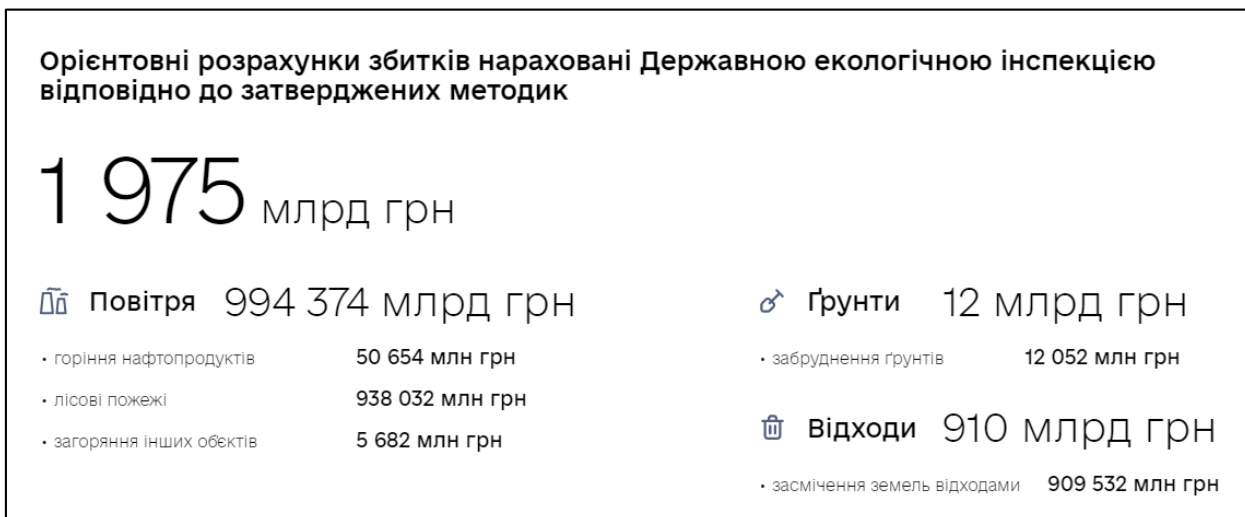 Орієнтовні розрахунки збитків нараховані Державною екологічною інспекцією
відповідно до затверджених методик
1 975 млрд грн
Повітря 994 374 млрд грн
• горіння нафтопродуктів 50 654 млн грн
• лісові пожежі 938 032 млн грн
• загоряння інших об'єктів 5 682 млн грн
Ґрунти 12 млрд грн
• забруднення ґрунтів 12 052 млн грн
Відходи 910 млрд грн
• засмічення земель відходами 909 532 млн грн